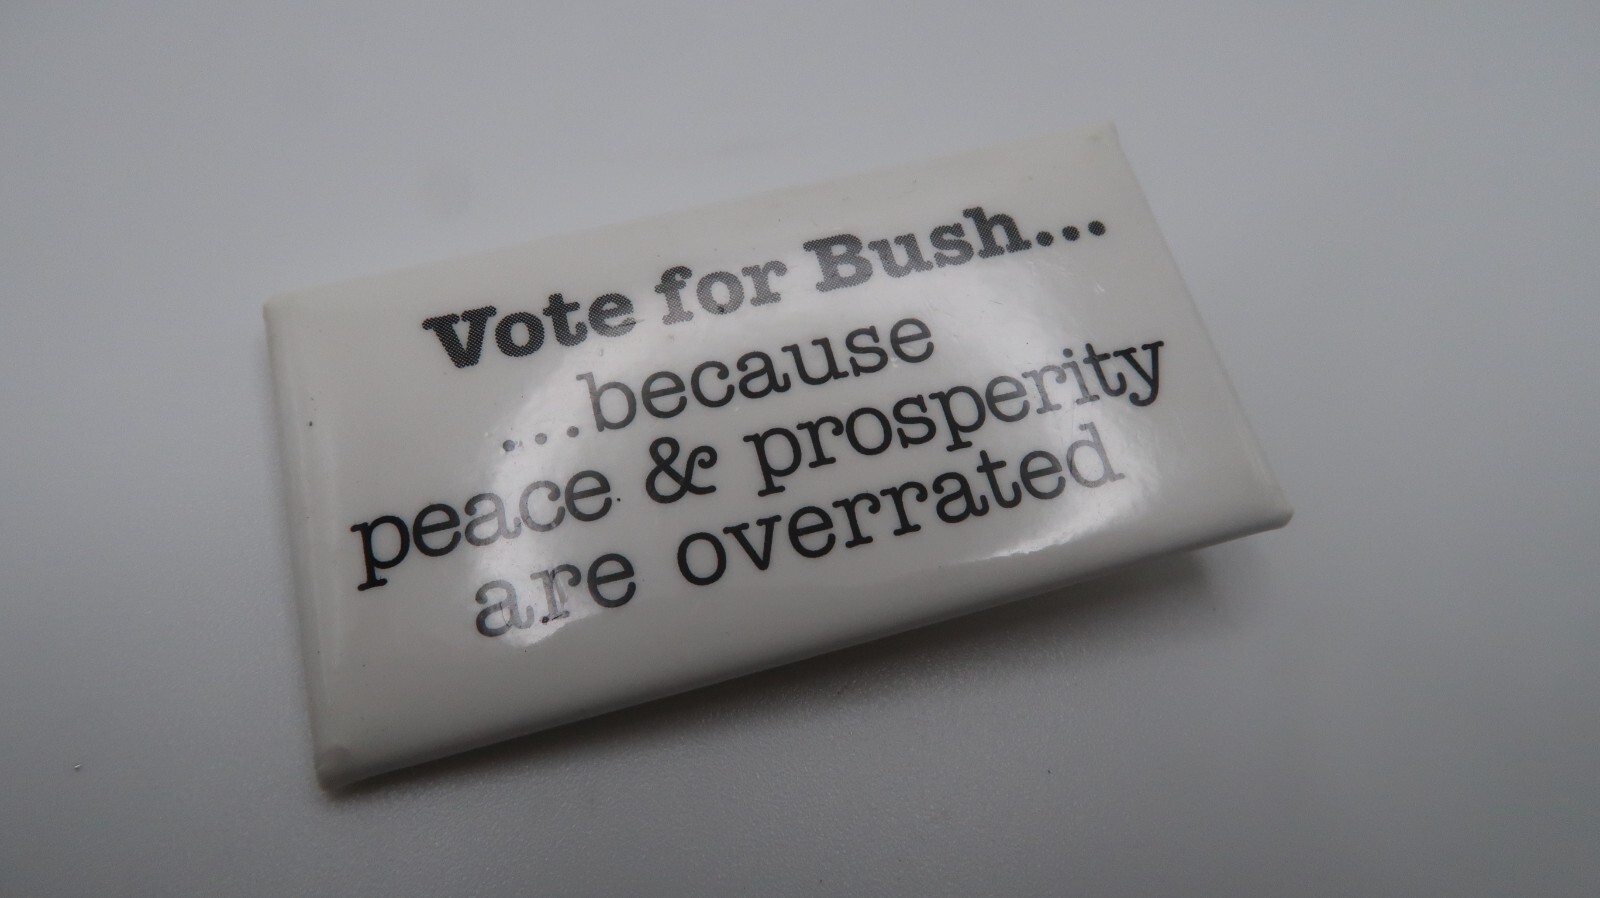 Vote for Bush...
...because
peace & prosperity
are overrated